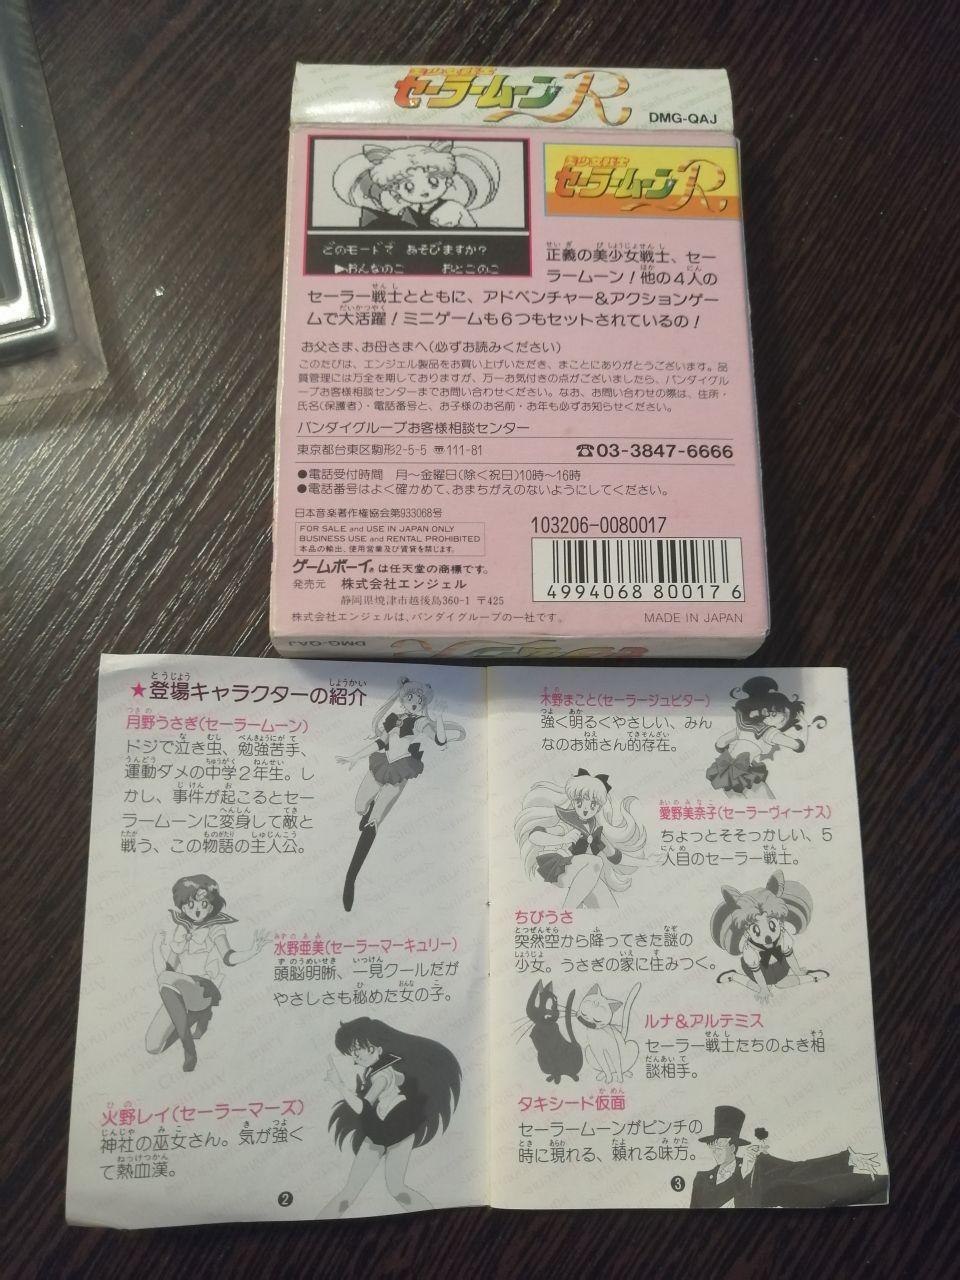 美少女戦士
セーラームーンR
DMG-QAJ
どのモードで あそびますか?
▶おんなのこ おとこのこ
美少女戦士
セーラームーンR
正義の美少女戦士、セー
ラームーン!他の4人の
セーラー戦士とともに、アドベンチャー&アクションゲー
ムで大活躍!ミニゲームも6つもセットされているの!
お父さま、お母さまへ(必ずお読みください)
このたびは、エンジェル製品をお買い上げいただき、まことにありがとうございます。品
質管理には万全を期しておりますが、万一お気付きの点がございましたら、バンダイグル
ープお客様相談センターまでお問い合わせください。なお、お問い合わせの際は、住所・
氏名(保護者)・電話番号と、お子様のお名前・お年も必ずお知らせください。
バンダイグループお客様相談センター
東京都台東区駒形2-5-5 〒111-81 ☎03-3847-6666
●電話受付時間 月〜金曜日(除く祝日)10時〜16時
●電話番号はよく確かめて、おまちがえのないようにしてください。
日本音楽著作権協会第933068号
FOR SALE and USE IN JAPAN ONLY
BUSINESS USE and RENTAL PROHIBITED
本品の輸出、使用営業及び賃貸を禁じます。
103206-0080017
ゲームボーイ®は任天堂の商標です。
発売元 株式会社エンジェル
静岡県焼津市越後島360-1 〒425
4994068800176
株式会社エンジェルは、バンダイグループの一社です。
MADE IN JAPAN
DMG-QAJ
★登場キャラクターの紹介
月野うさぎ(セーラームーン)
ドジで泣き虫、勉強苦手、
運動ダメの中学2年生。し
かし、事件が起こるとセー
ラームーンに変身して敵と
戦う、この物語の主人公。
水野亜美(セーラーマーキュリー)
頭脳明晰、一見クールだが
やさしさも秘めた女の子。
火野レイ(セーラーマーズ)
神社の巫女さん。気が強く
て熱血漢。
2
木野まこと(セーラージュピター)
強く明るくやさしい、みん
なのお姉さん的存在。
愛野美奈子(セーラーヴィーナス)
ちょっとそそっかしい、5
人目のセーラー戦士。
ちびうさ
突然空から降ってきた謎の
少女。うさぎの家に住みつく。
ルナ&アルテミス
セーラー戦士たちのよき相
談相手。
タキシード仮面
セーラームーンがピンチの
時に現れる、頼れる味方。
3